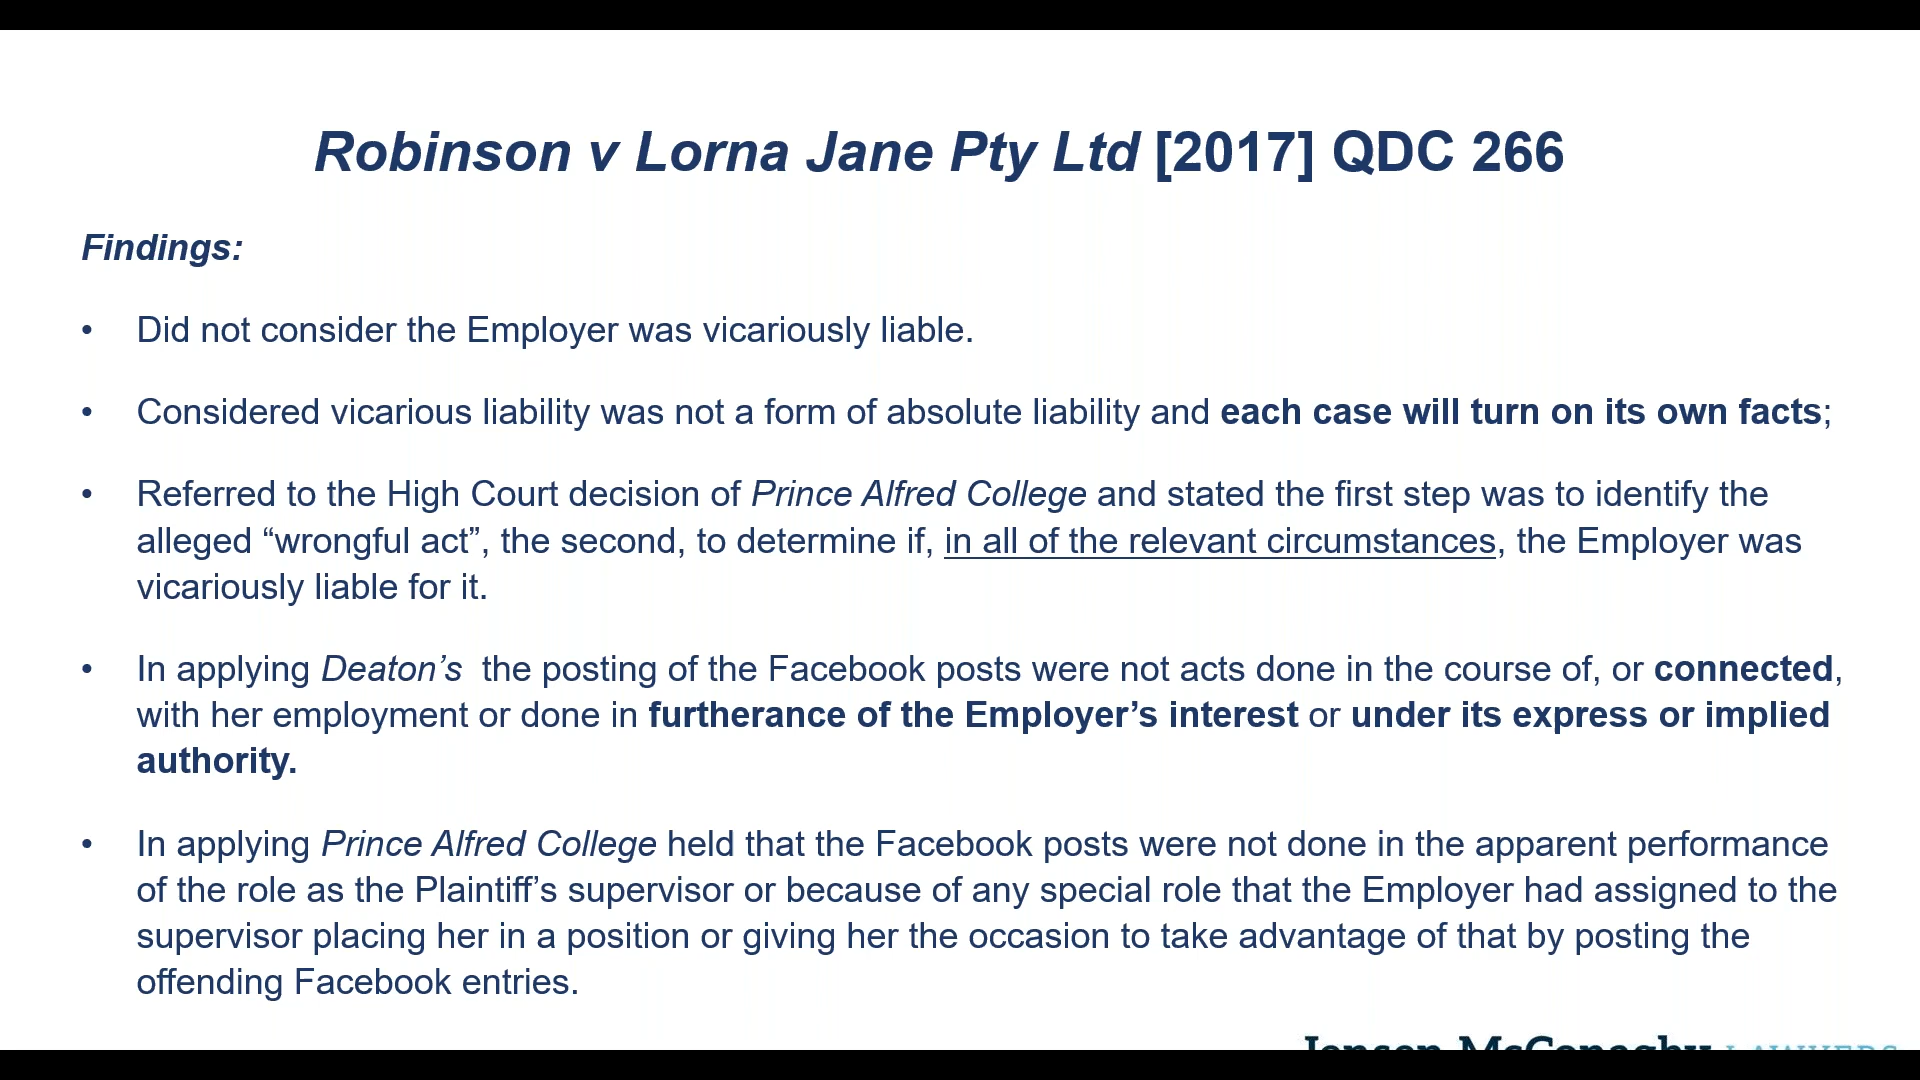 Robinson v Lorna Jane Pty Ltd [2017] QDC 266
Findings:
• Did not consider the Employer was vicariously liable.
• Considered vicarious liability was not a form of absolute liability and each case will turn on its own facts;
• Referred to the High Court decision of Prince Alfred College and stated the first step was to identify the
alleged “wrongful act”, the second, to determine if, in all of the relevant circumstances, the Employer was
vicariously liable for it.
• In applying Deaton’s the posting of the Facebook posts were not acts done in the course of, or connected,
with her employment or done in furtherance of the Employer’s interest or under its express or implied
authority.
• In applying Prince Alfred College held that the Facebook posts were not done in the apparent performance
of the role as the Plaintiff’s supervisor or because of any special role that the Employer had assigned to the
supervisor placing her in a position or giving her the occasion to take advantage of that by posting the
offending Facebook entries.
Jensen McConaghy LAWYERS